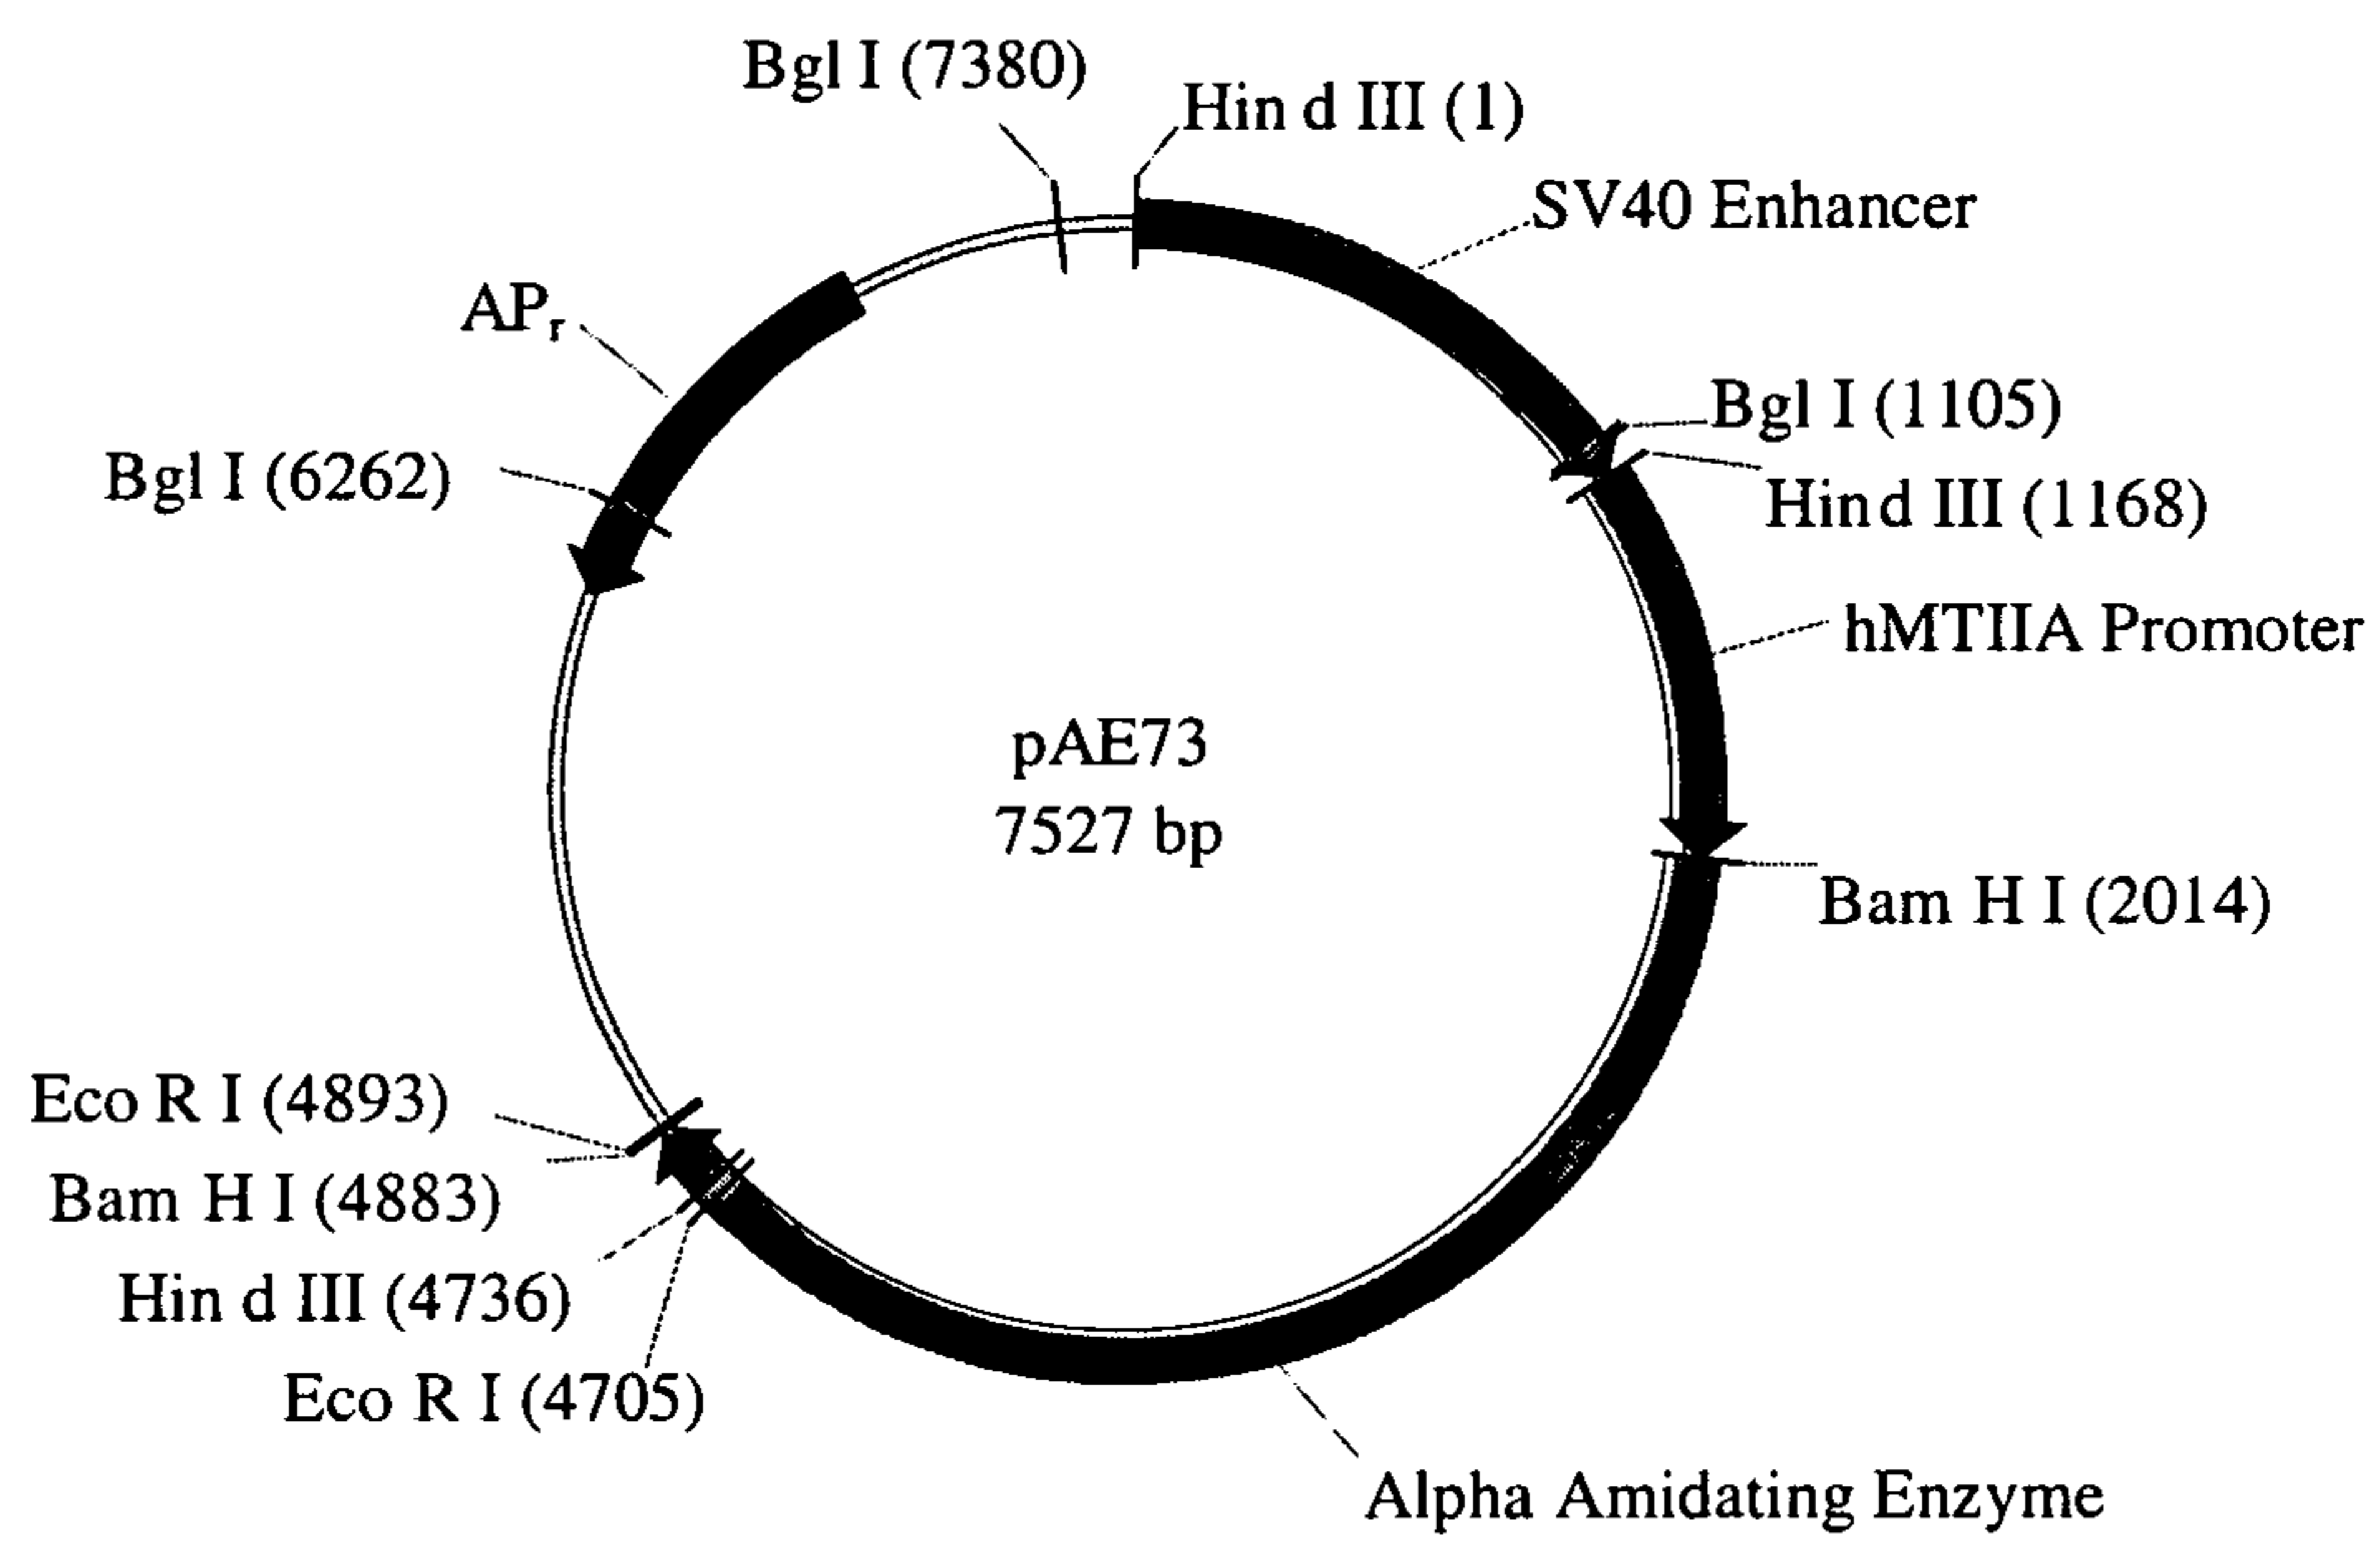 Bgl I (7380)
Hin d III (1)
SV40 Enhancer
APr
Bgl I (1105)
Bgl I (6262)
Hind III (1168)
hMTIIA Promoter
pAE73
7527 bp
Bam H I (2014)
Eco R I (4893)
Bam H I (4883)
Hin d III (4736)
Eco R I (4705)
Alpha Amidating Enzyme